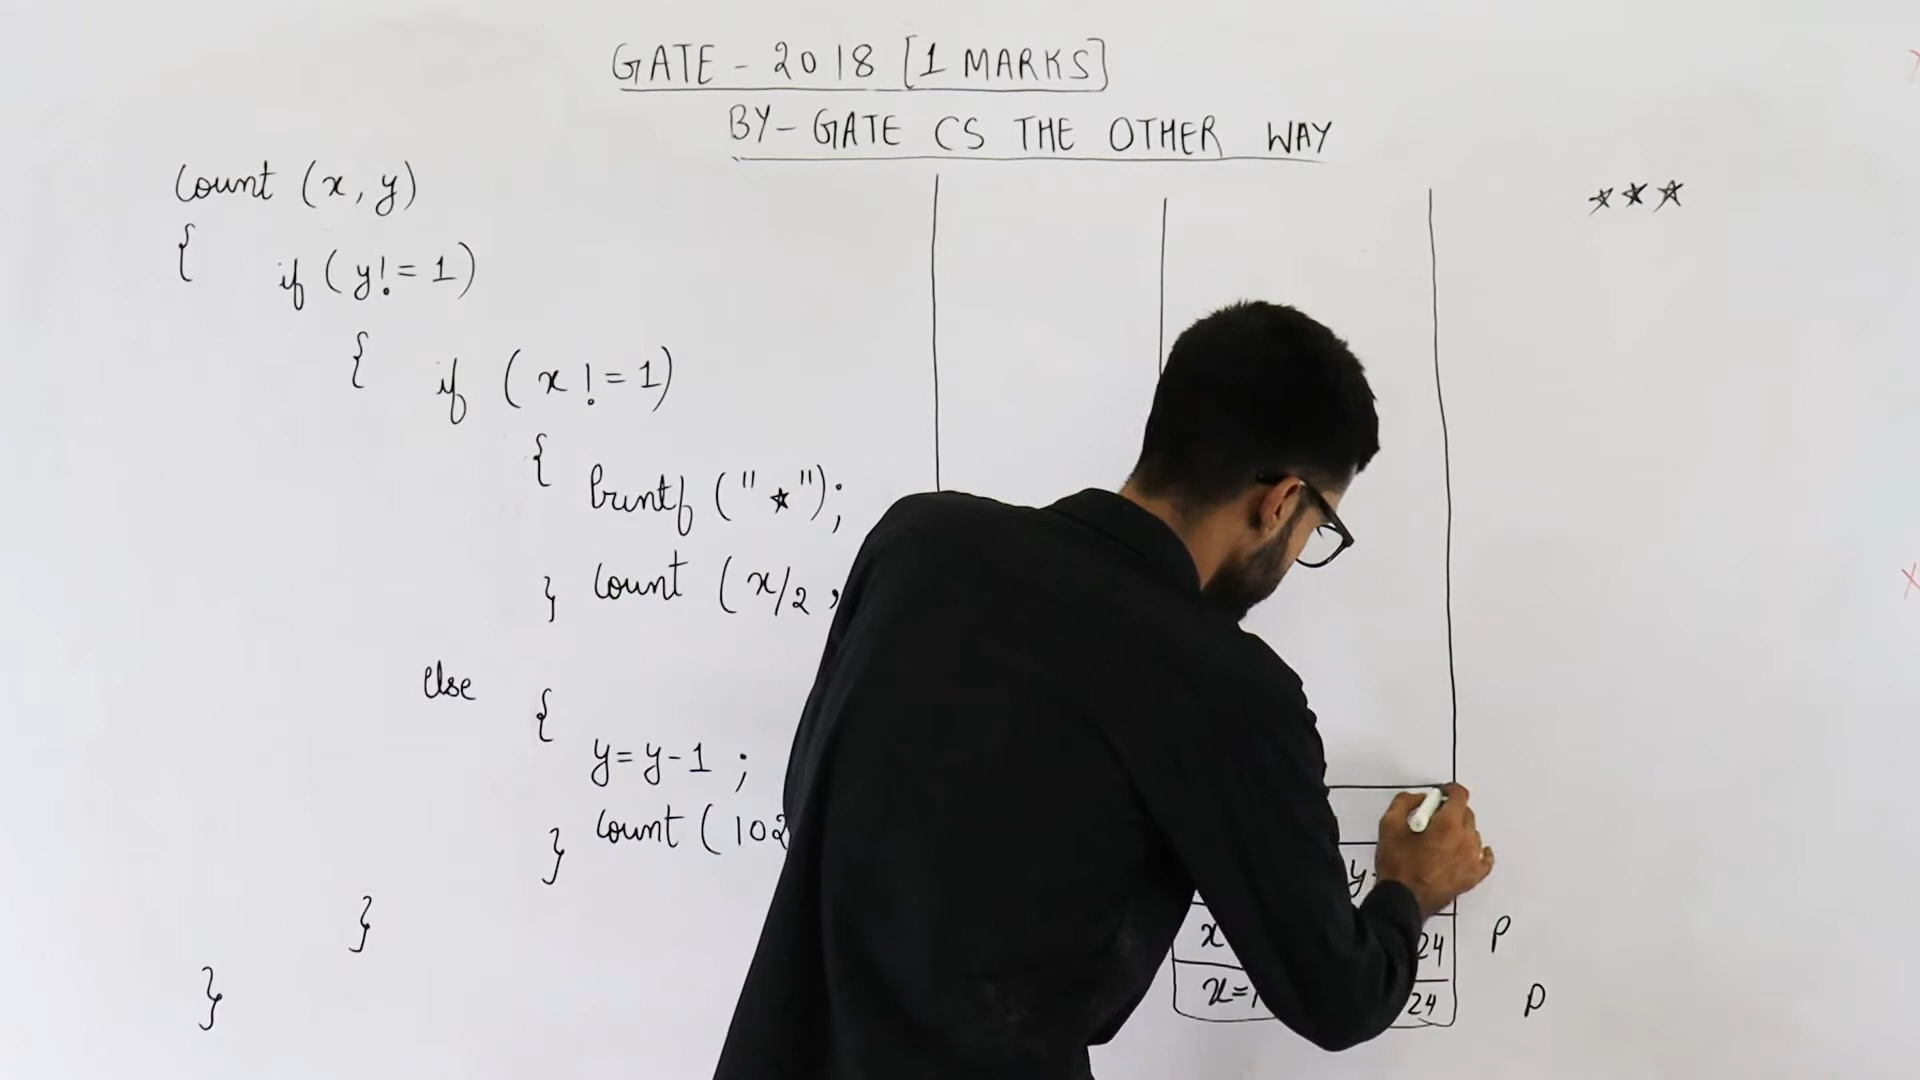 GATE - 2018 [1 MARKS]
BY- GATE CS THE OTHER WAY
Count (x, y)
{ if (y! = 1)
{ if (x != 1)
{ Printf ("*");
} Count (x/2 ,
else {
y= y-1 ;
} Count (102
}
}
***
y
x 24 P
x= 24 P